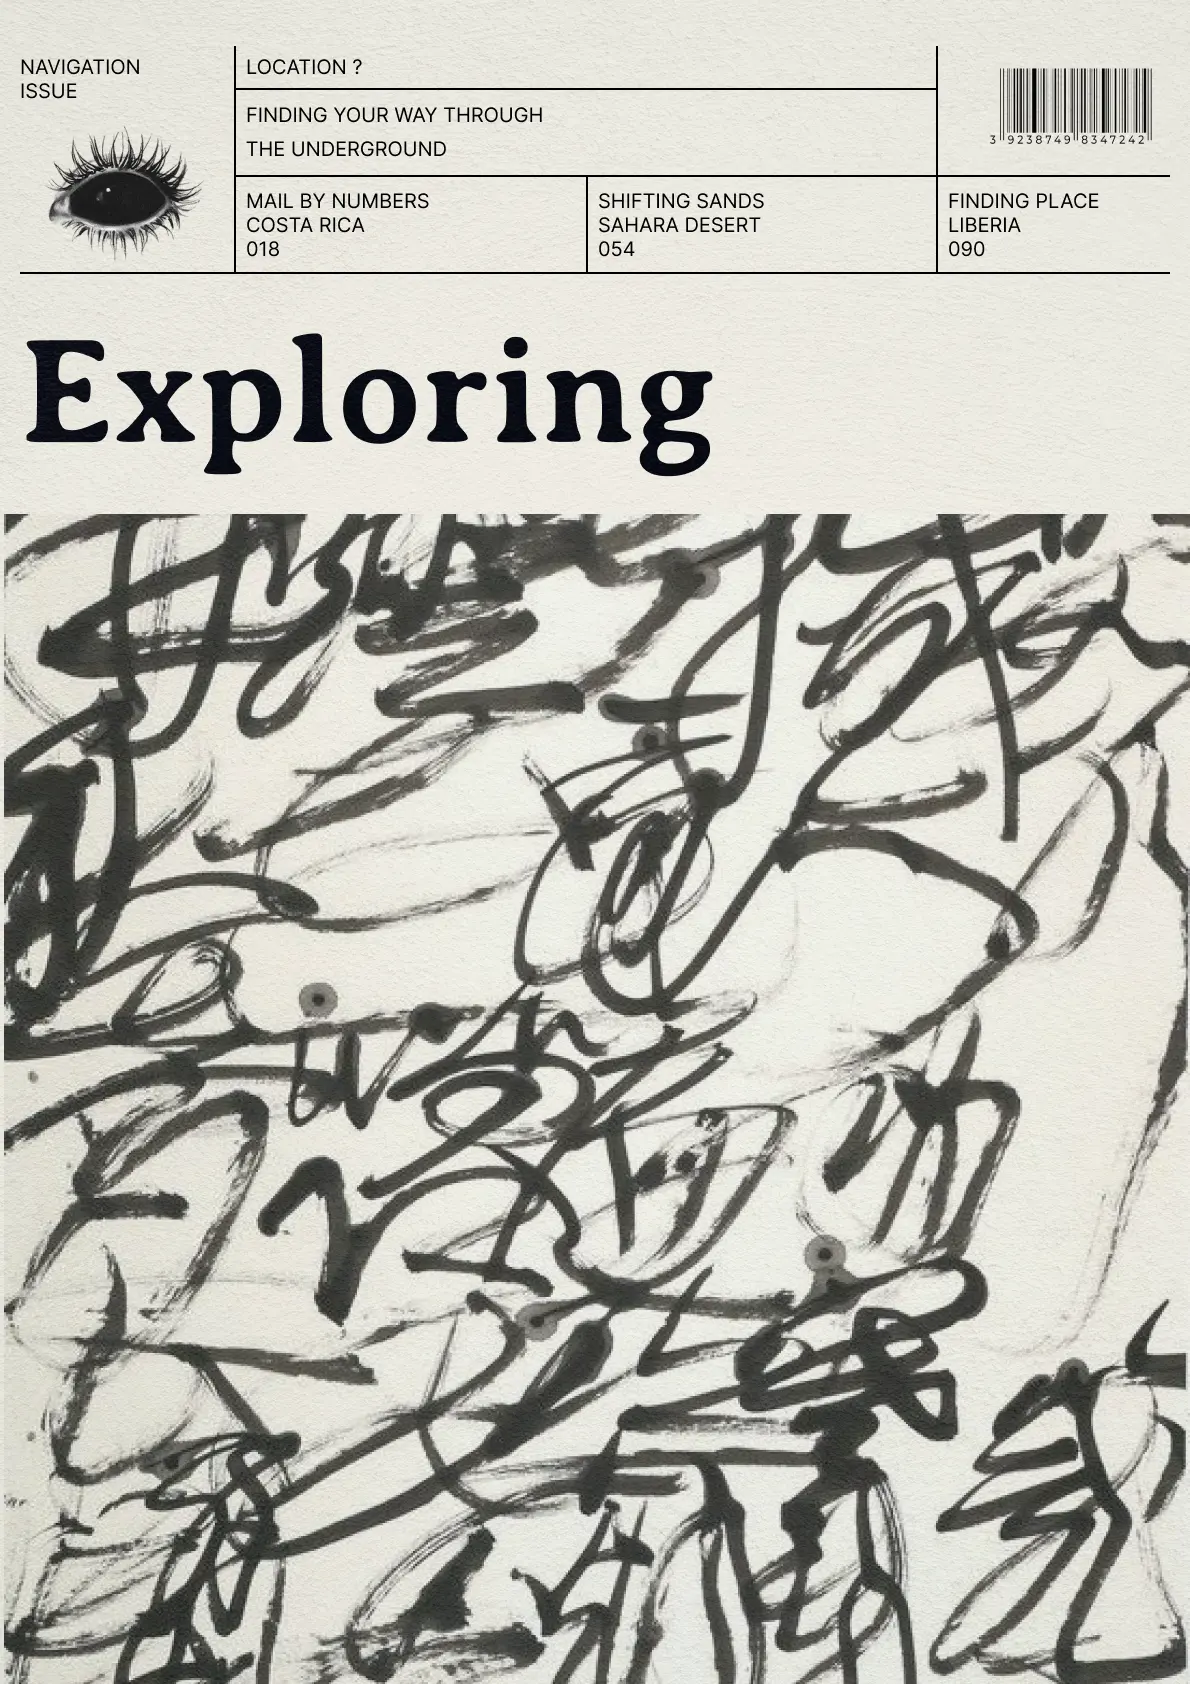 NAVIGATION
ISSUE
LOCATION ?
FINDING YOUR WAY THROUGH
THE UNDERGROUND
MAIL BY NUMBERS
COSTA RICA
018
SHIFTING SANDS
SAHARA DESERT
054
FINDING PLACE
LIBERIA
090
3 9238749 8347242
Exploring